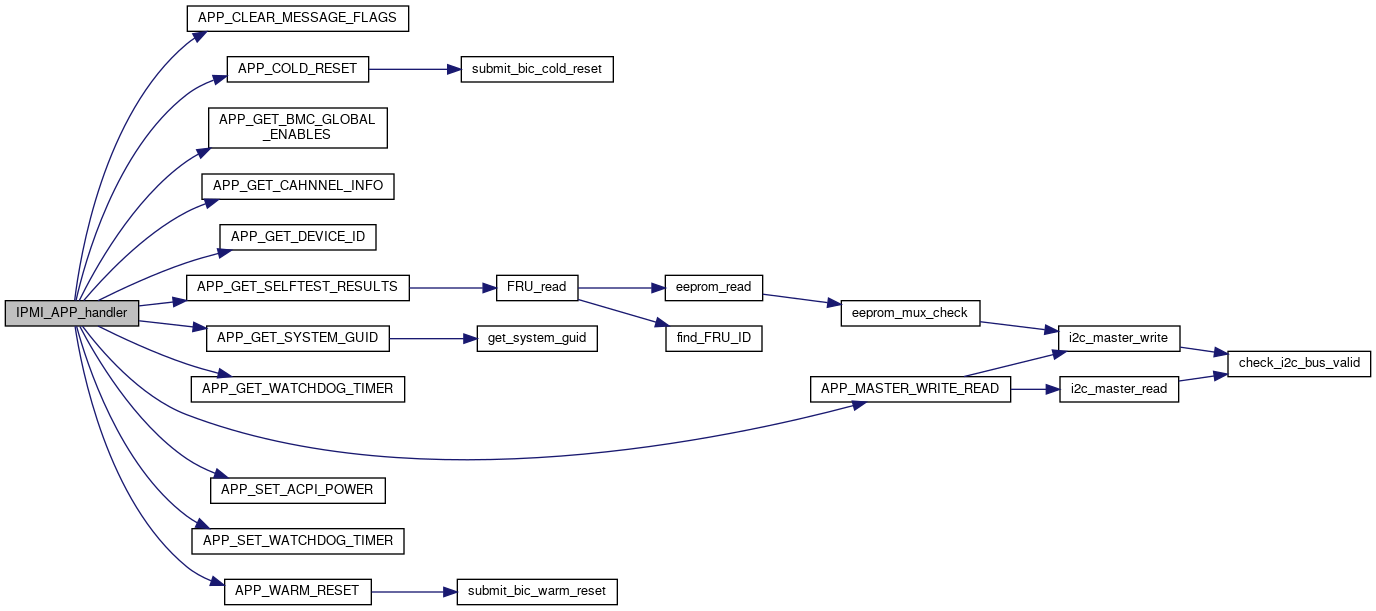 APP_CLEAR_MESSAGE_FLAGS
APP_COLD_RESET
submit_bic_cold_reset
APP_GET_BMC_GLOBAL
_ENABLES
APP_GET_CAHNNEL_INFO
APP_GET_DEVICE_ID
APP_GET_SELFTEST_RESULTS
FRU_read
eeprom_read
IPMI_APP_handler
eeprom_mux_check
APP_GET_SYSTEM_GUID
get_system_guid
find_FRU_ID
i2c_master_write
check_i2c_bus_valid
APP_GET_WATCHDOG_TIMER
APP_MASTER_WRITE_READ
i2c_master_read
APP_SET_ACPI_POWER
APP_SET_WATCHDOG_TIMER
APP_WARM_RESET
submit_bic_warm_reset